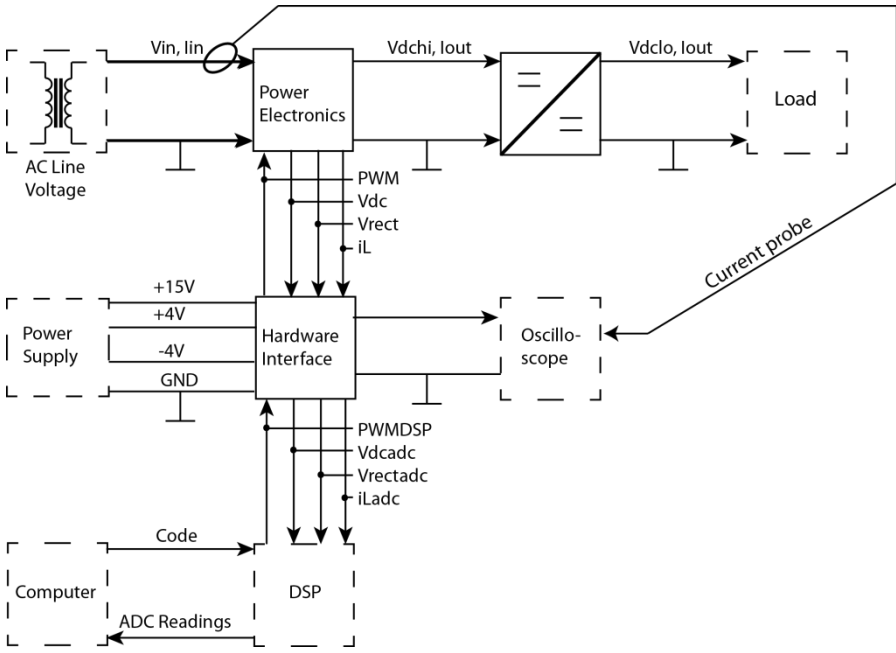 Vin, Iin
Vdchi, Iout
Vdclo, Iout
Power
Electronics
Load
AC Line
Voltage
PWM
Vdc
Vrect
iL
Current probe
+15V
+4V
-4V
GND
Power
Supply
Hardware
Interface
Oscillo-
scope
PWMDSP
Vdcadc
Vrectadc
iLadc
Code
Computer
DSP
ADC Readings